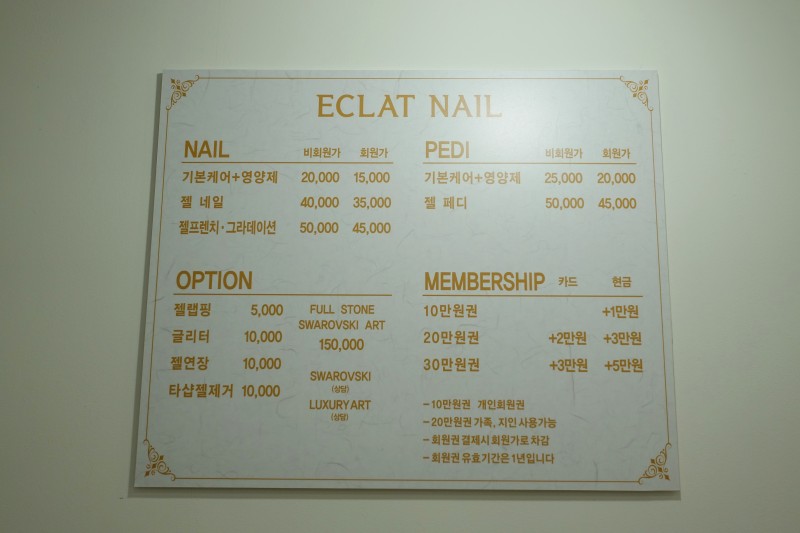 ECLAT NAIL
NAIL 비회원가 회원가
기본케어+영양제 20,000 15,000
젤 네일 40,000 35,000
젤프렌치·그라데이션 50,000 45,000
PEDI 비회원가 회원가
기본케어+영양제 25,000 20,000
젤 페디 50,000 45,000
OPTION
젤랩핑 5,000
글리터 10,000
젤연장 10,000
타샵젤제거 10,000
FULL STONE
SWAROVSKI ART
150,000
SWAROVSKI
(상담)
LUXURY ART
(상담)
MEMBERSHIP 카드 현금
10만원권 +1만원
20만원권 +2만원 +3만원
30만원권 +3만원 +5만원
- 10만원권 개인회원권
- 20만원권 가족, 지인 사용가능
- 회원권 결제시 회원가로 차감
- 회원권 유효기간은 1년입니다